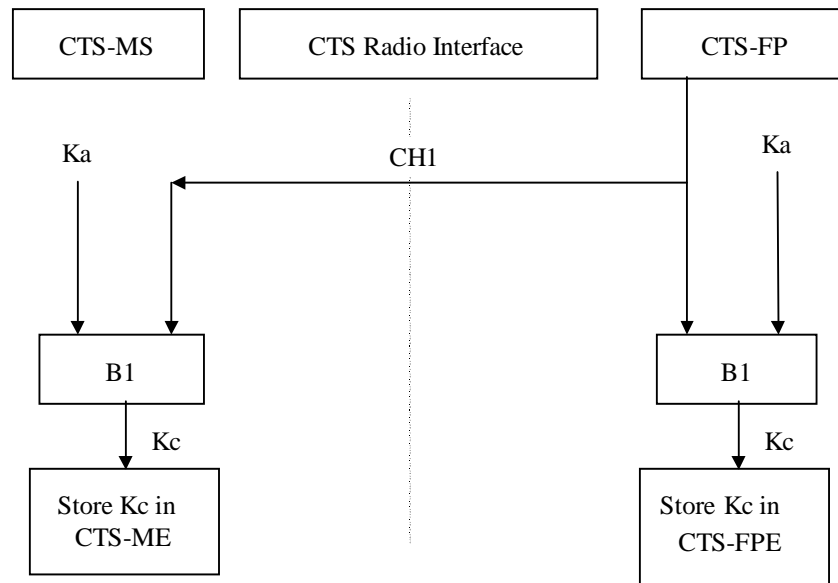 CTS-MS
CTS Radio Interface
CTS-FP
Ka
CH1
Ka
B1
B1
Kc
Kc
Store Kc in
CTS-ME
Store Kc in
CTS-FPE